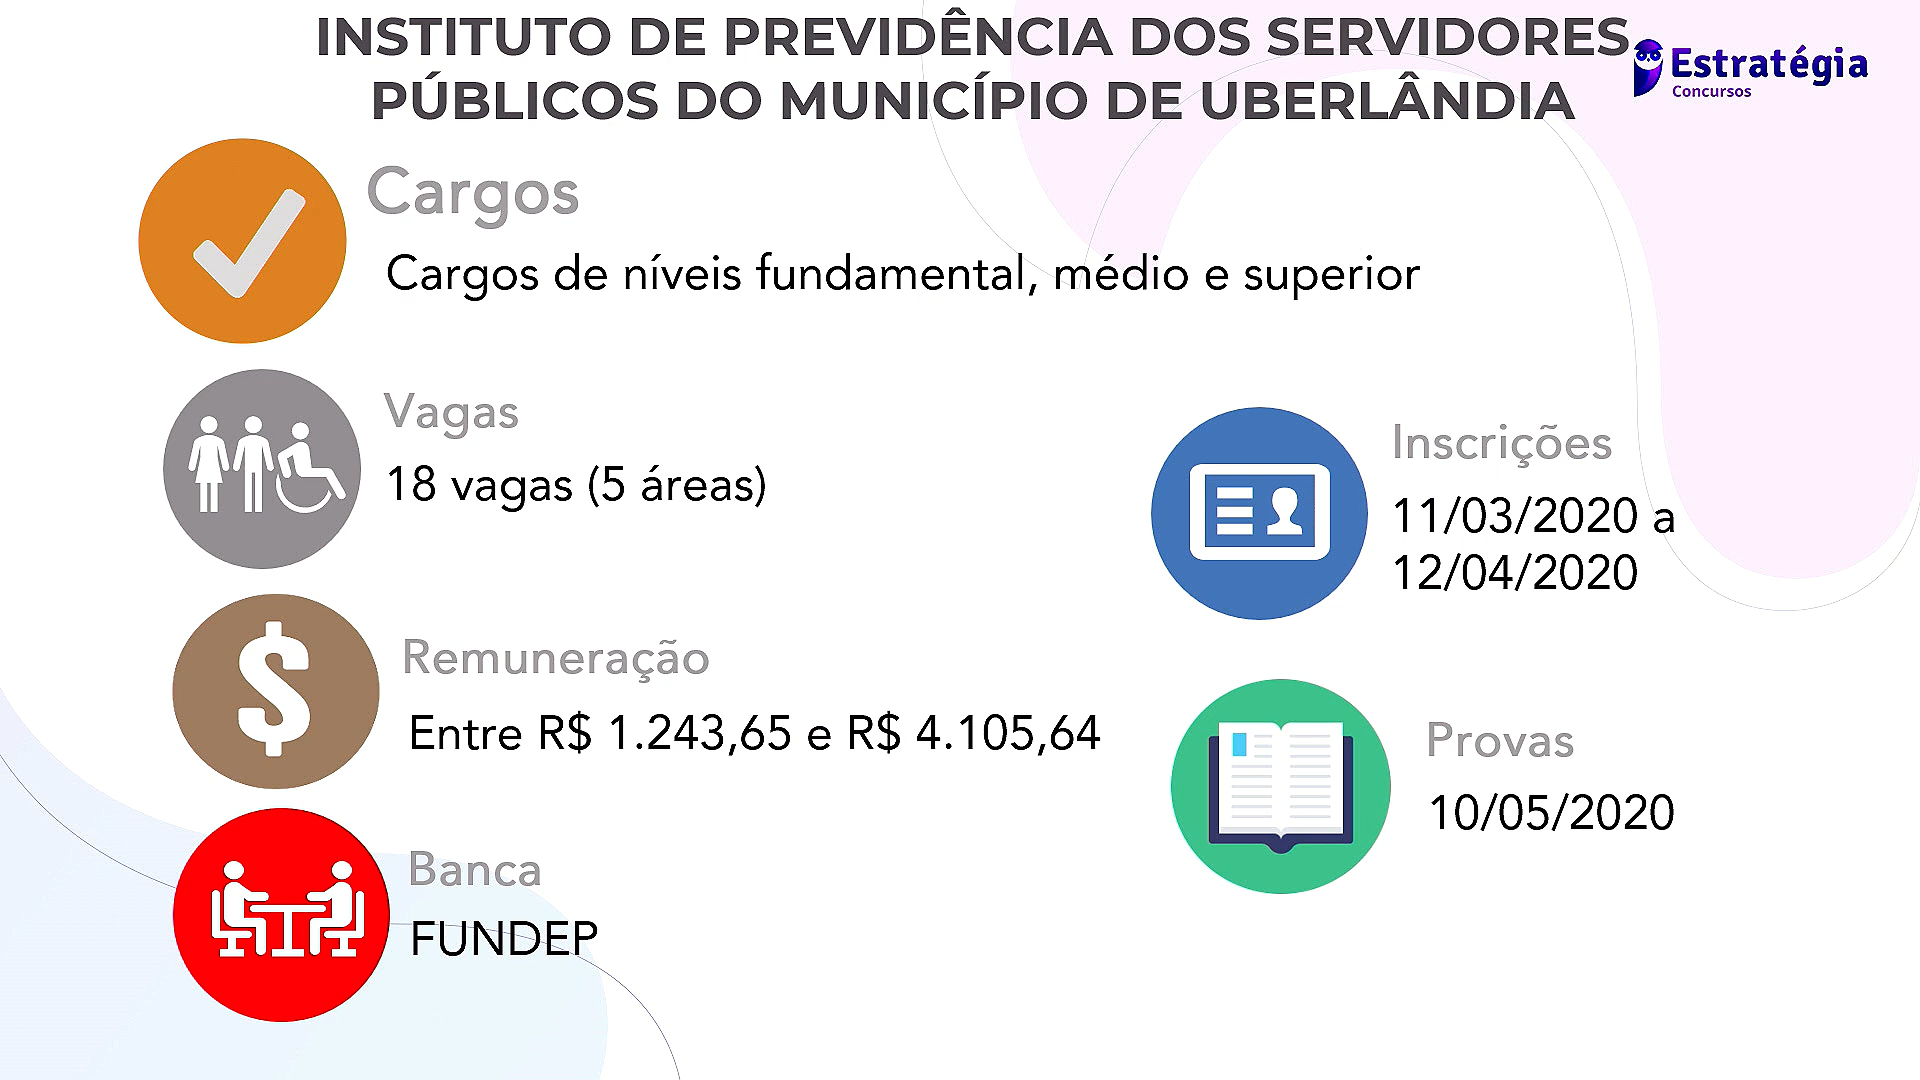 INSTITUTO DE PREVIDÊNCIA DOS SERVIDORES
PÚBLICOS DO MUNICÍPIO DE UBERLÂNDIA
Estratégia
Concursos
Cargos
Cargos de níveis fundamental, médio e superior
Vagas
18 vagas (5 áreas)
Remuneração
Entre R$ 1.243,65 e R$ 4.105,64
Banca
FUNDEP
Inscrições
11/03/2020 a
12/04/2020
Provas
10/05/2020